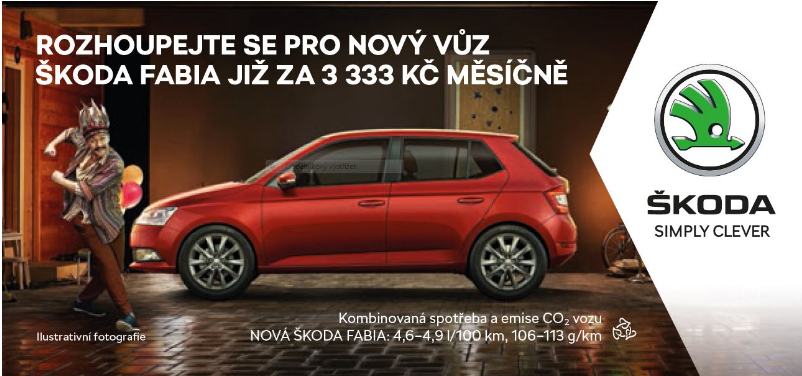 ROZHOUPEJTE SE PRO NOVÝ VŮZ
ŠKODA FABIA JIŽ ZA 3 333 KČ MĚSÍČNĚ
ŠKODA
SIMPLY CLEVER
Kombinovaná spotřeba a emise CO₂ vozu
NOVÁ ŠKODA FABIA: 4,6–4,9 l/100 km, 106–113 g/km
Ilustrativní fotografie